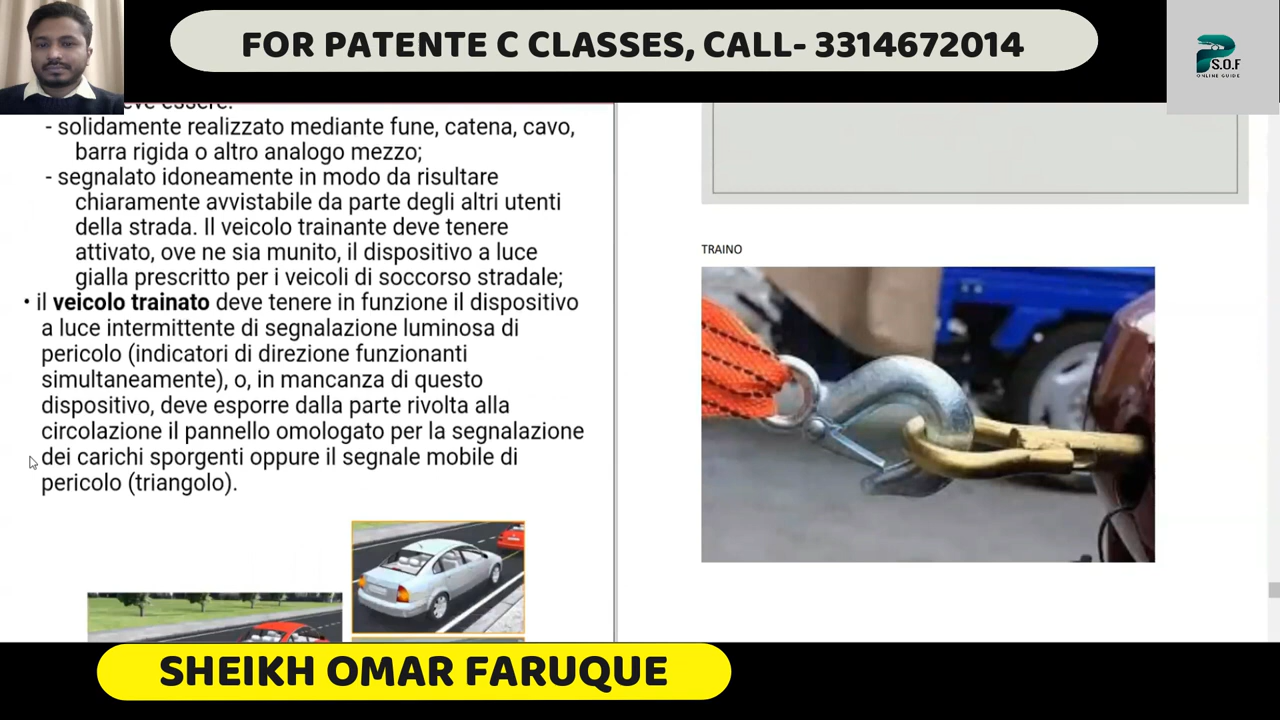 FOR PATENTE C CLASSES, CALL- 3314672014
S.O.F
ONLINE GUIDE
eve essere:
- solidamente realizzato mediante fune, catena, cavo,
barra rigida o altro analogo mezzo;
- segnalato idoneamente in modo da risultare
chiaramente avvistabile da parte degli altri utenti
della strada. Il veicolo trainante deve tenere
attivato, ove ne sia munito, il dispositivo a luce
gialla prescritto per i veicoli di soccorso stradale;
• il veicolo trainato deve tenere in funzione il dispositivo
a luce intermittente di segnalazione luminosa di
pericolo (indicatori di direzione funzionanti
simultaneamente), o, in mancanza di questo
dispositivo, deve esporre dalla parte rivolta alla
circolazione il pannello omologato per la segnalazione
dei carichi sporgenti oppure il segnale mobile di
pericolo (triangolo).
TRAINO
SHEIKH OMAR FARUQUE